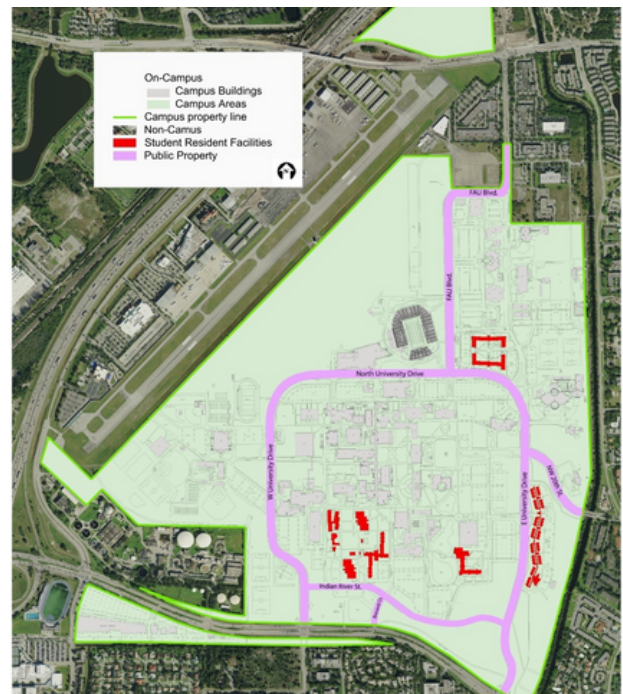 On-Campus
Campus Buildings
Campus Areas
Campus property line
Non-Camus
Student Resident Facilities
Public Property
FAU Blvd.
FAU Blvd.
North University Drive
W University Drive
NW 20th St.
E University Drive
Indian River St.